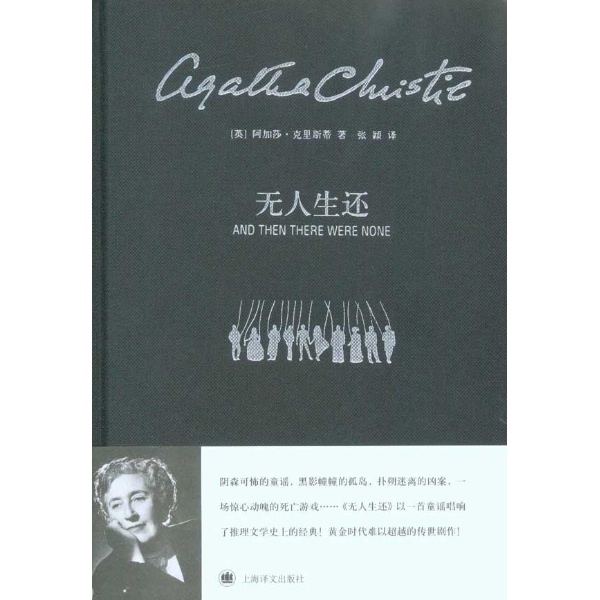 Agatha Christie
[英] 阿加莎·克里斯蒂 著 张 颖 译
无人生还
AND THEN THERE WERE NONE
阴森可怖的童谣，黑影幢幢的孤岛，扑朔迷离的凶案，一
场惊心动魄的死亡游戏……《无人生还》以一首童谣唱响
了推理文学史上的经典！黄金时代难以超越的传世剧作！
上海译文出版社